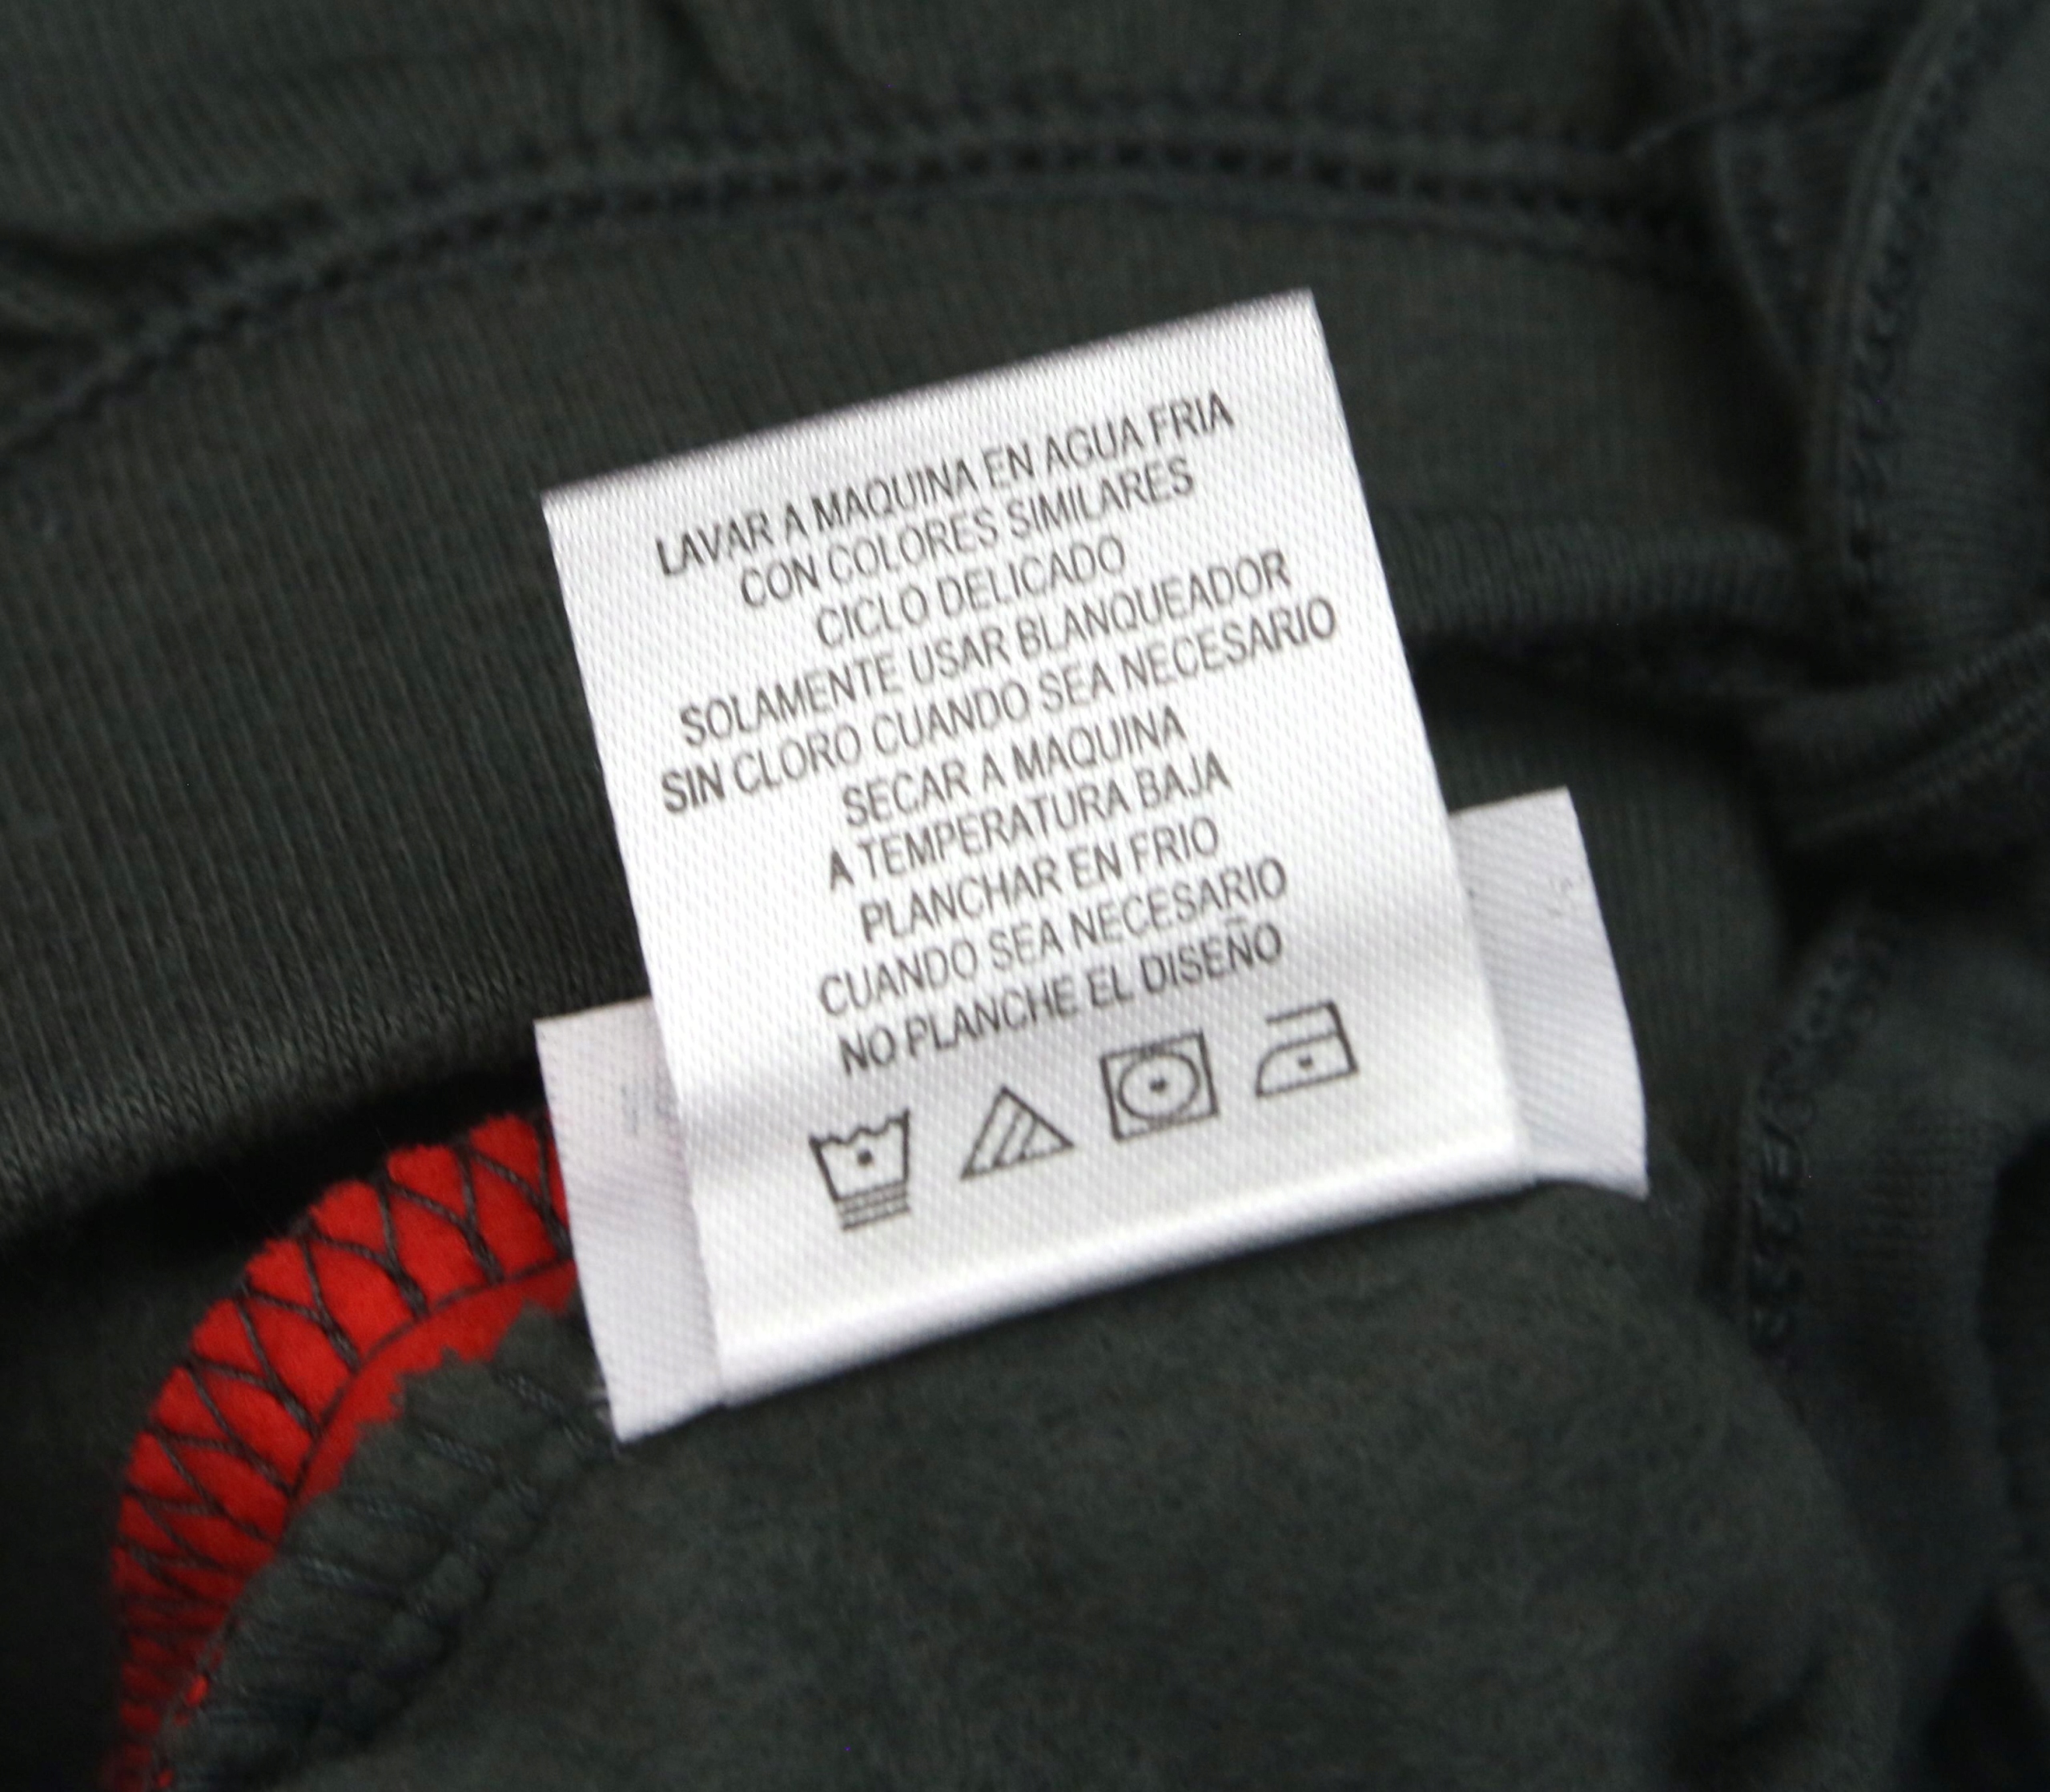 LAVAR A MAQUINA EN AGUA FRIA
CON COLORES SIMILARES
CICLO DELICADO
SOLAMENTE USAR BLANQUEADOR
SIN CLORO CUANDO SEA NECESARIO
SECAR A MAQUINA
A TEMPERATURA BAJA
PLANCHAR EN FRIO
CUANDO SEA NECESARIO
NO PLANCHE EL DISEÑO